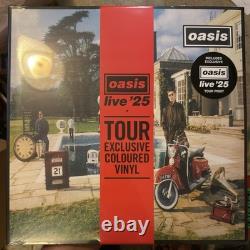 oasis
live '25
TOUR
EXCLUSIVE
COLOURED
VINYL
oasis
INCLUDES
EXCLUSIVE
oasis
live '25
TOUR PRINT
21